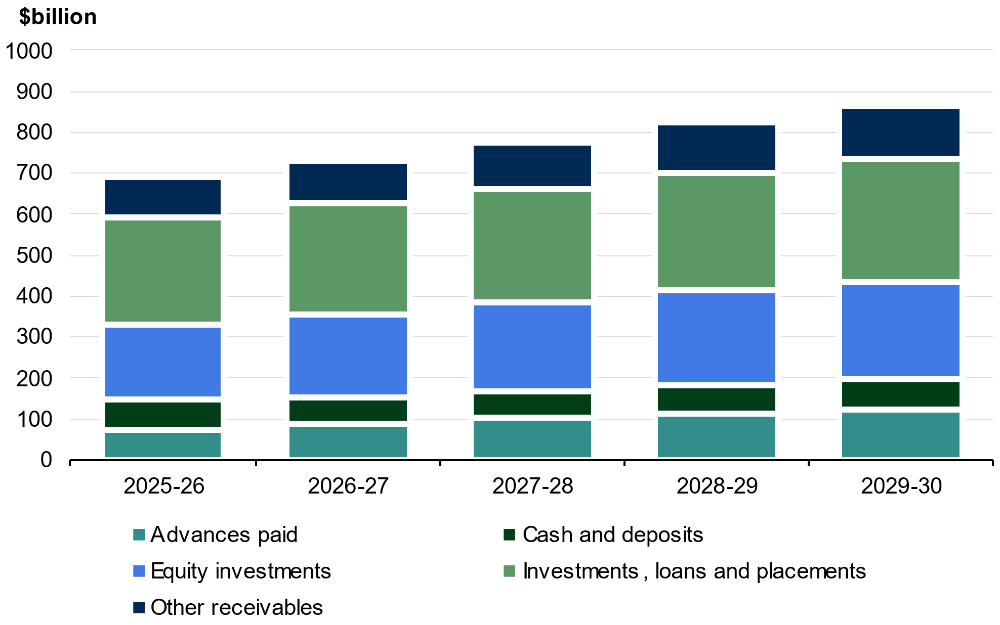 $billion
1000
900
800
700
600
500
400
300
200
100
0
2025-26 2026-27 2027-28 2028-29 2029-30
Advances paid Cash and deposits
Equity investments Investments, loans and placements
Other receivables